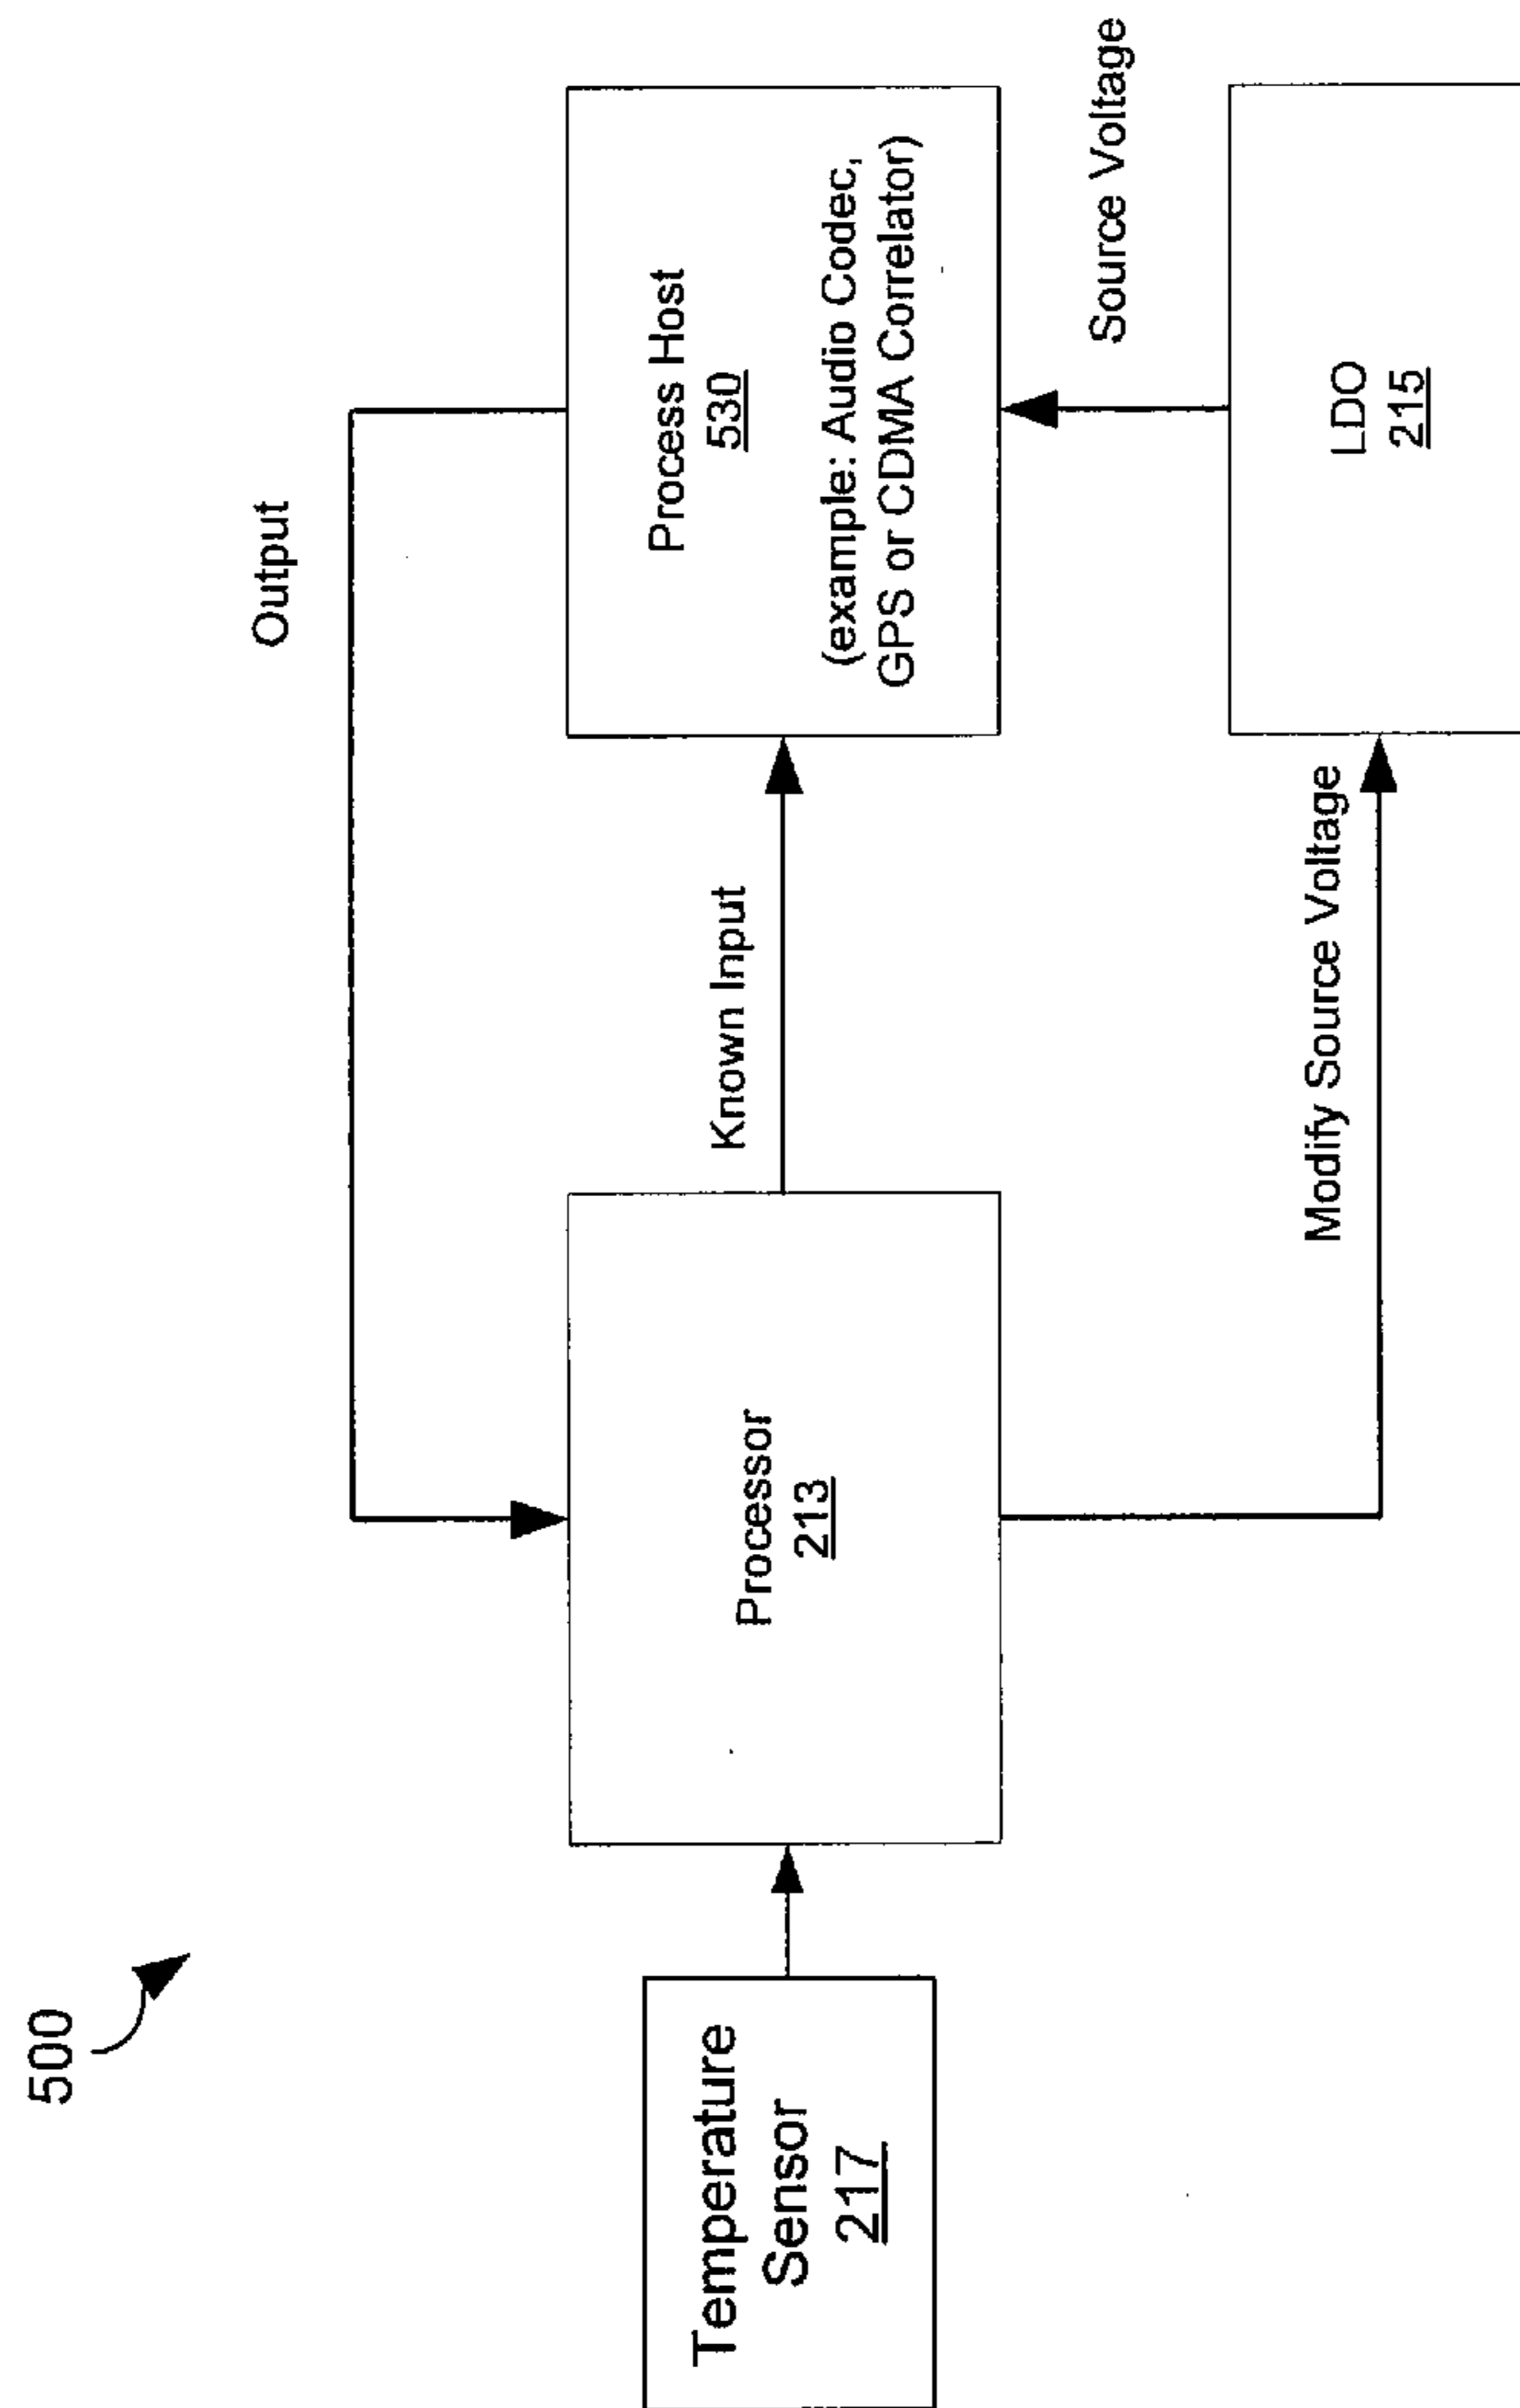 500
Output
Temperature
Sensor
217
Processor
213
Known Input
Process Host
530
(example: Audio Codec,
GPS or CDMA Correlator)
Source Voltage
Modify Source Voltage
LDO
215